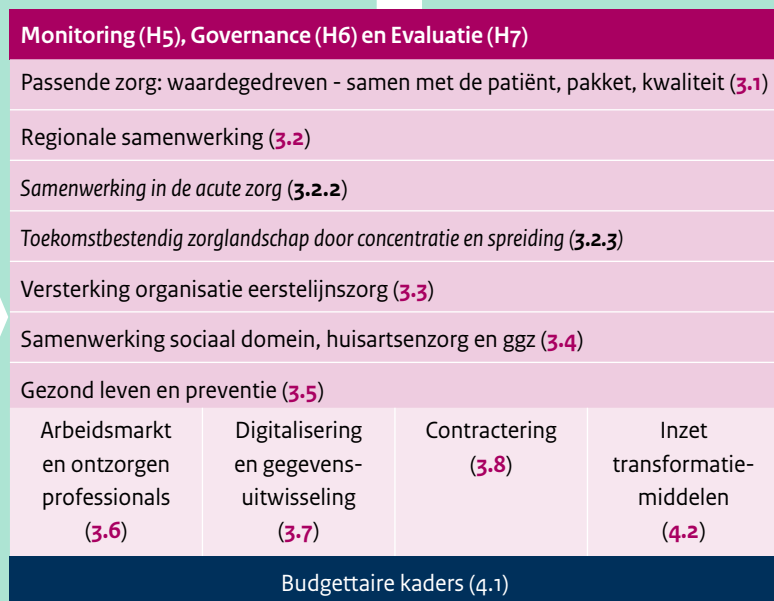 Monitoring (H5), Governance (H6) en Evaluatie (H7)
Passende zorg: waardegedreven - samen met de patiënt, pakket, kwaliteit (3.1)
Regionale samenwerking (3.2)
Samenwerking in de acute zorg (3.2.2)
Toekomstbestendig zorglandschap door concentratie en spreiding (3.2.3)
Versterking organisatie eerstelijnszorg (3.3)
Samenwerking sociaal domein, huisartsenzorg en ggz (3.4)
Gezond leven en preventie (3.5)
Arbeidsmarkt
en ontzorgen
professionals
(3.6)
Digitalisering
en gegevens-
uitwisseling
(3.7)
Contractering
(3.8)
Inzet
transformatie-
middelen
(4.2)
Budgettaire kaders (4.1)